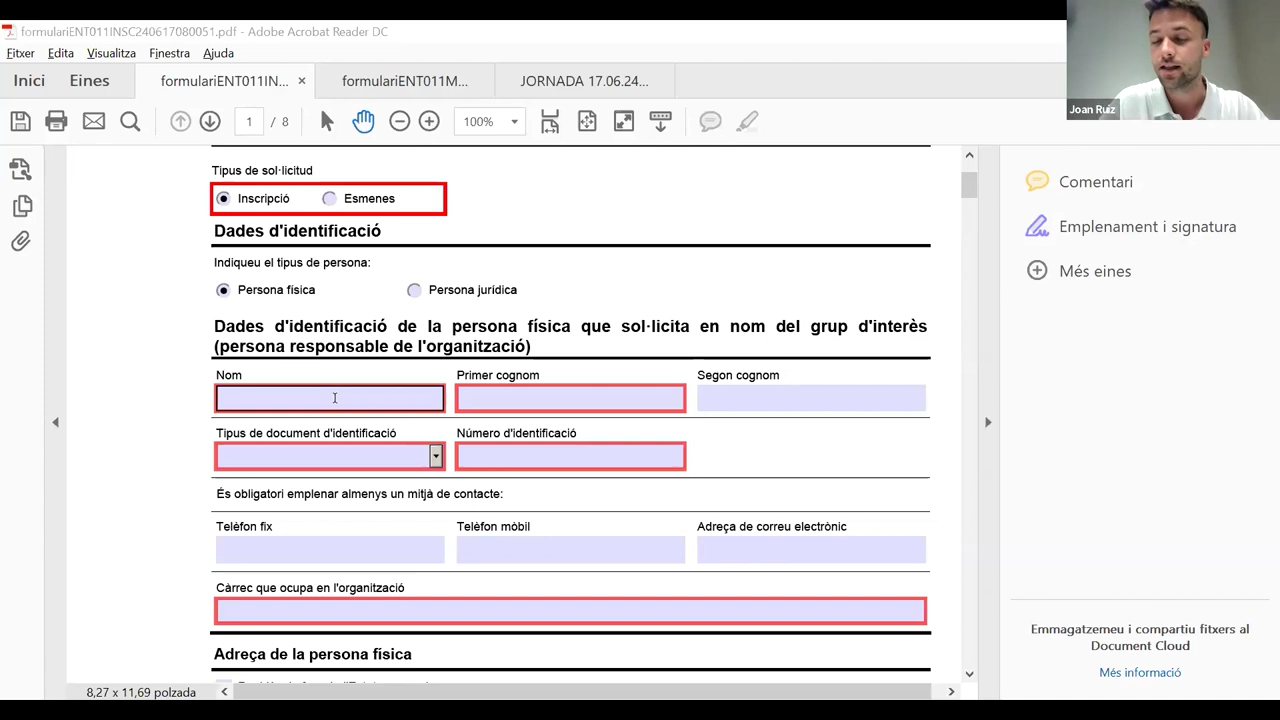 formulariENT011INSC240617080051.pdf - Adobe Acrobat Reader DC
Fitxer Edita Visualitza Finestra Ajuda
Inici Eines formulariENT011IN... × formulariENT011M... JORNADA 17.06.24...
1 / 8 100%
Joan Ruiz
Tipus de sol·licitud
Inscripció Esmenes
Dades d'identificació
Indiqueu el tipus de persona:
Persona física Persona jurídica
Dades d'identificació de la persona física que sol·licita en nom del grup d'interès
(persona responsable de l'organització)
Nom Primer cognom Segon cognom
Tipus de document d'identificació Número d'identificació
És obligatori emplenar almenys un mitjà de contacte:
Telèfon fix Telèfon mòbil Adreça de correu electrònic
Càrrec que ocupa en l'organització
Adreça de la persona física
8,27 x 11,69 polzada
Comentari
Emplenament i signatura
Més eines
Emmagatzemeu i compartiu fitxers al
Document Cloud
Més informació